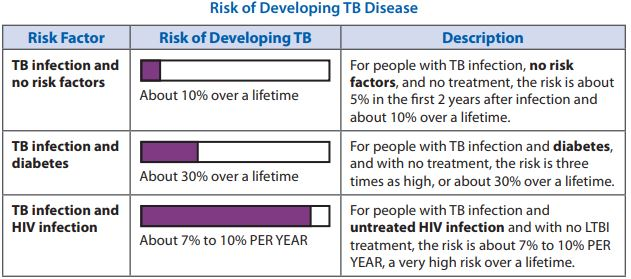 Risk of Developing TB Disease
Risk Factor
Risk of Developing TB
Description
TB infection and
no risk factors
About 10% over a lifetime
For people with TB infection, no risk
factors, and no treatment, the risk is about
5% in the first 2 years after infection and
about 10% over a lifetime.
TB infection and
diabetes
About 30% over a lifetime
For people with TB infection and diabetes,
and with no treatment, the risk is three
times as high, or about 30% over a lifetime.
TB infection and
HIV infection
About 7% to 10% PER YEAR
For people with TB infection and
untreated HIV infection and with no LTBI
treatment, the risk is about 7% to 10% PER
YEAR, a very high risk over a lifetime.